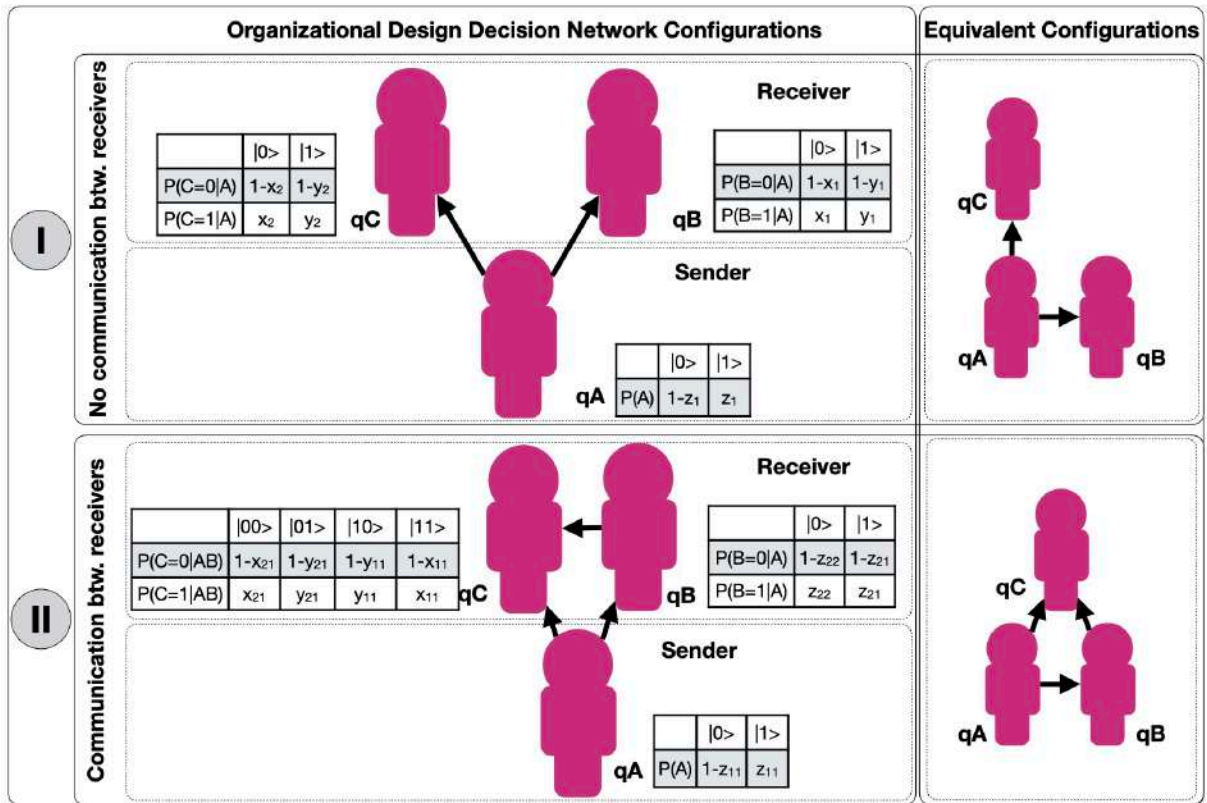 Organizational Design Decision Network Configurations
Equivalent Configurations
I
No communication btw. receivers
Receiver
|0> |1>
P(C=0|A) 1-x₂ 1-y₂
P(C=1|A) x₂ y₂
qC
|0> |1>
P(B=0|A) 1-x₁ 1-y₁
P(B=1|A) x₁ y₁
qB
Sender
|0> |1>
P(A) 1-z₁ z₁
qA
qC
qA
qB
II
Communication btw. receivers
Receiver
|00> |01> |10> |11>
P(C=0|AB) 1-x₂₁ 1-y₂₁ 1-y₁₁ 1-x₁₁
P(C=1|AB) x₂₁ y₂₁ y₁₁ x₁₁
qC
|0> |1>
P(B=0|A) 1-z₂₂ 1-z₂₁
P(B=1|A) z₂₂ z₂₁
qB
Sender
|0> |1>
P(A) 1-z₁₁ z₁₁
qA
qC
qA
qB